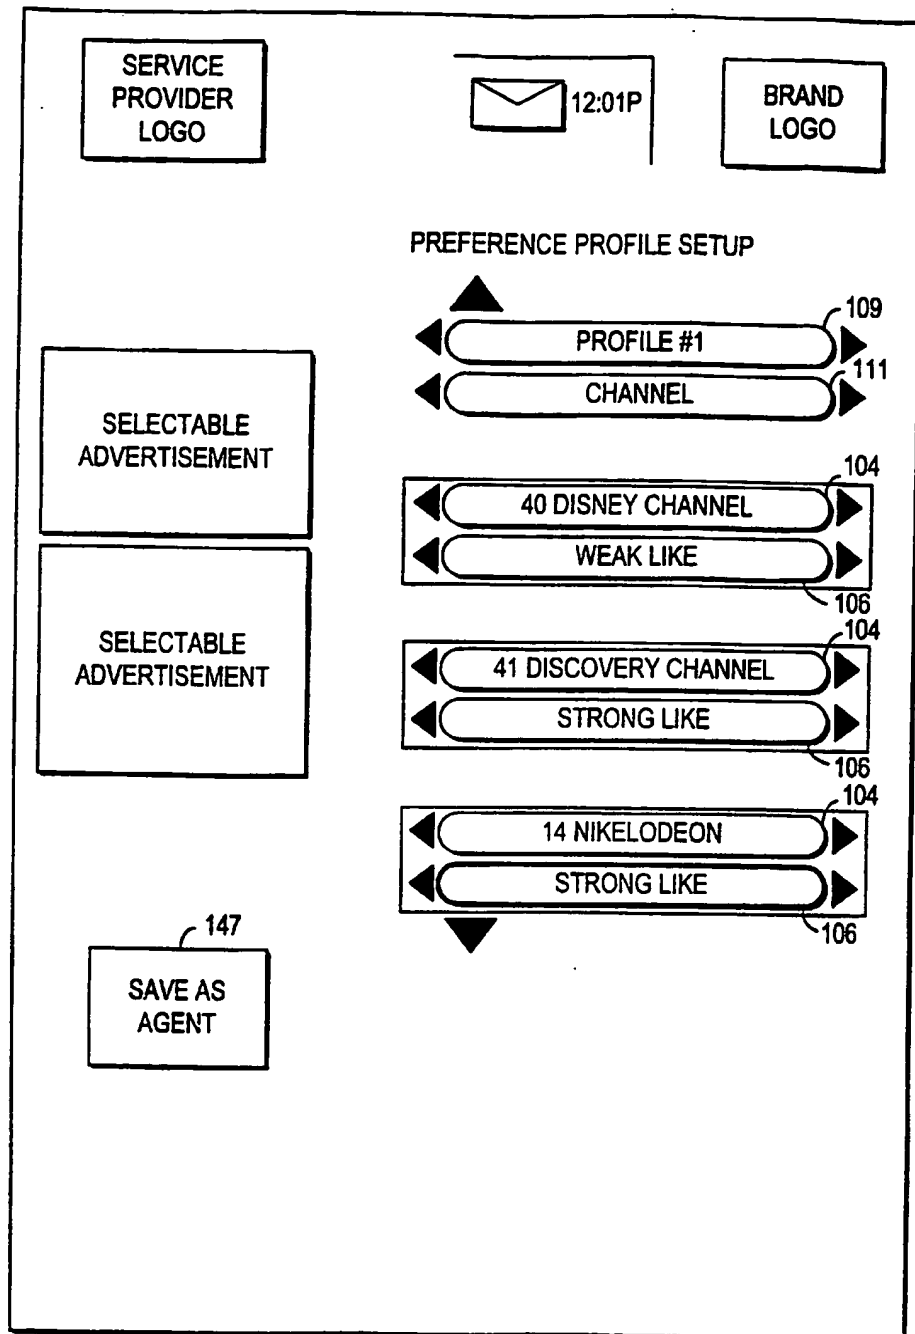 SERVICE
PROVIDER
LOGO
12:01P
BRAND
LOGO
PREFERENCE PROFILE SETUP
109
PROFILE #1
111
CHANNEL
SELECTABLE
ADVERTISEMENT
104
40 DISNEY CHANNEL
WEAK LIKE
106
SELECTABLE
ADVERTISEMENT
104
41 DISCOVERY CHANNEL
STRONG LIKE
106
104
14 NIKELODEON
STRONG LIKE
106
147
SAVE AS
AGENT